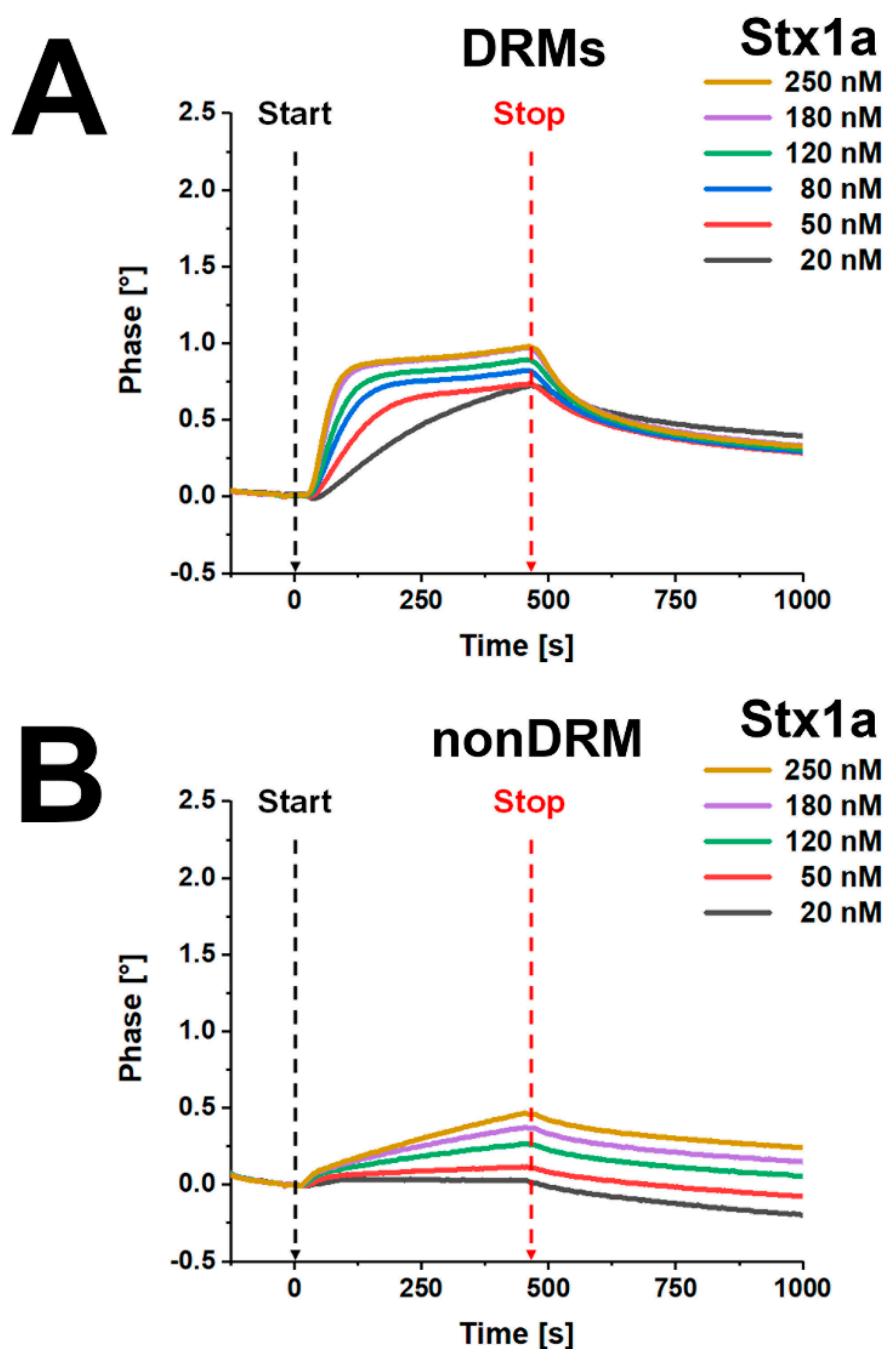 A
DRMs
Stx1a
250 nM
180 nM
120 nM
80 nM
50 nM
20 nM
Start
Stop
2.5
2.0
1.5
1.0
0.5
0.0
-0.5
Phase [°]
0
250
500
750
1000
Time [s]
B
nonDRM
Stx1a
250 nM
180 nM
120 nM
50 nM
20 nM
Start
Stop
2.5
2.0
1.5
1.0
0.5
0.0
-0.5
Phase [°]
0
250
500
750
1000
Time [s]